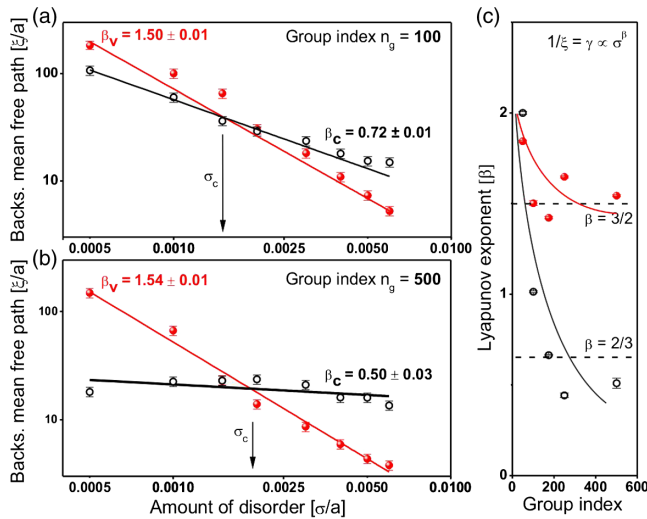 (a)
βv = 1.50 ± 0.01
Group index ng = 100
Backs. mean free path [ξ/a]
100
10
βc = 0.72 ± 0.01
σc
0.0005
0.0010
0.0025
0.0050
0.0100
(b)
βv = 1.54 ± 0.01
Group index ng = 500
Backs. mean free path [ξ/a]
100
10
βc = 0.50 ± 0.03
σc
0.0005
0.0010
0.0025
0.0050
0.0100
Amount of disorder [σ/a]
(c)
1/ξ = γ ∝ σ^β
Lyapunov exponent [β]
2
1
0
β = 3/2
β = 2/3
0
200
400
600
Group index